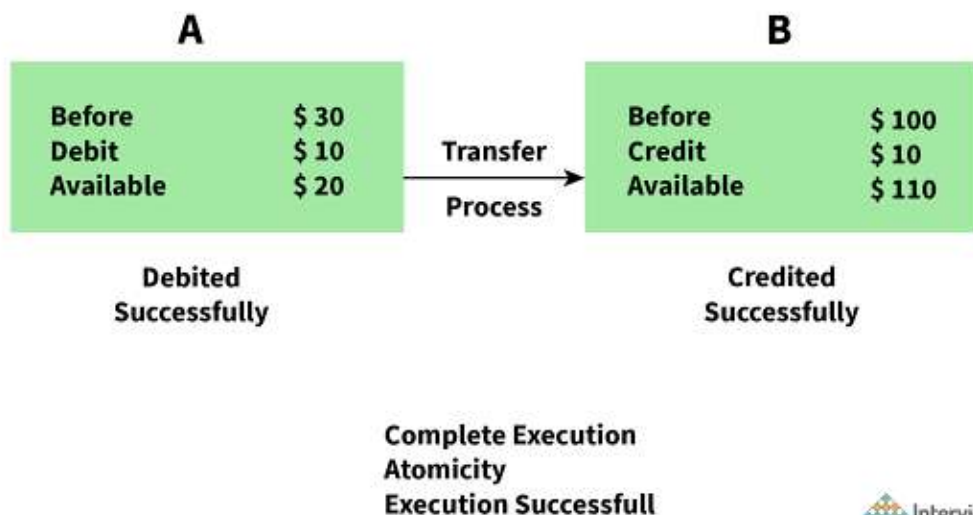 A
B
Before $ 30
Debit $ 10
Available $ 20
Transfer
Process
Before $ 100
Credit $ 10
Available $ 110
Debited
Successfully
Credited
Successfully
Complete Execution
Atomicity
Execution Successfull